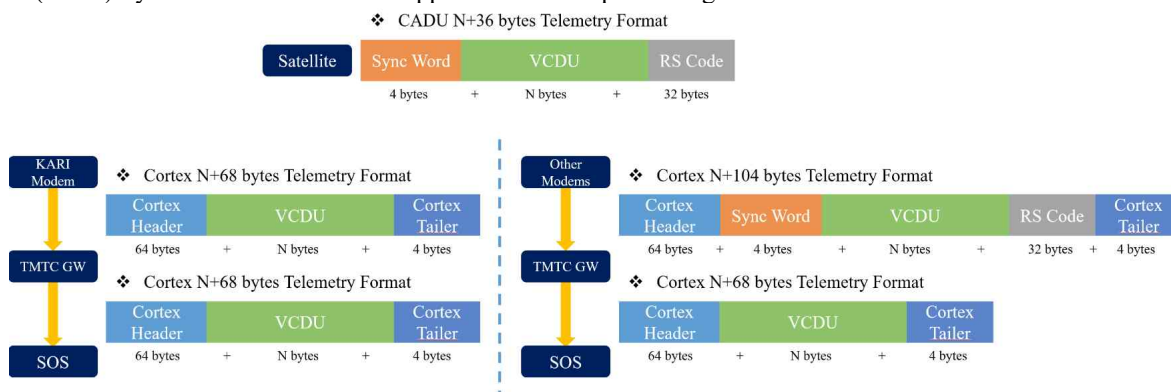 ❖ CADU N+36 bytes Telemetry Format
Satellite Sync Word VCDU RS Code
4 bytes + N bytes + 32 bytes
KARI
Modem
❖ Cortex N+68 bytes Telemetry Format
Cortex
Header
VCDU
Cortex
Tailer
64 bytes + N bytes + 4 bytes
TMTC GW
❖ Cortex N+68 bytes Telemetry Format
Cortex
Header
VCDU
Cortex
Tailer
64 bytes + N bytes + 4 bytes
SOS
Other
Modems
❖ Cortex N+104 bytes Telemetry Format
Cortex
Header
Sync Word
VCDU
RS Code
Cortex
Tailer
64 bytes + 4 bytes + N bytes + 32 bytes + 4 bytes
TMTC GW
❖ Cortex N+68 bytes Telemetry Format
Cortex
Header
VCDU
Cortex
Tailer
64 bytes + N bytes + 4 bytes
SOS